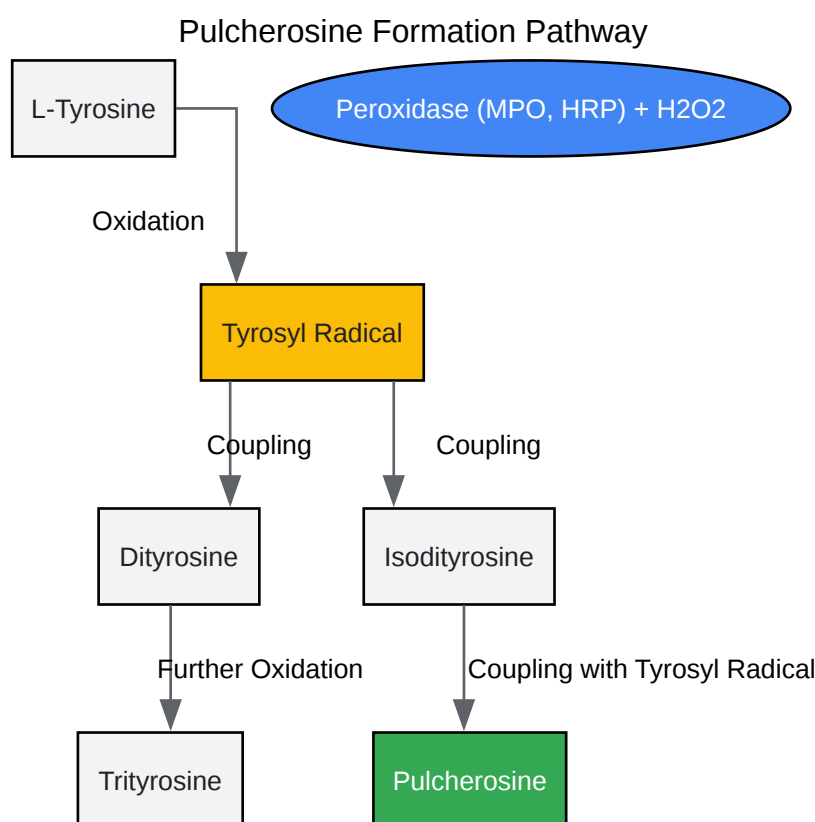 Pulcherosine Formation Pathway
L-Tyrosine
Peroxidase (MPO, HRP) + H2O2
Oxidation
Tyrosyl Radical
Coupling
Coupling
Dityrosine
Isodityrosine
Further Oxidation
Coupling with Tyrosyl Radical
Trityrosine
Pulcherosine